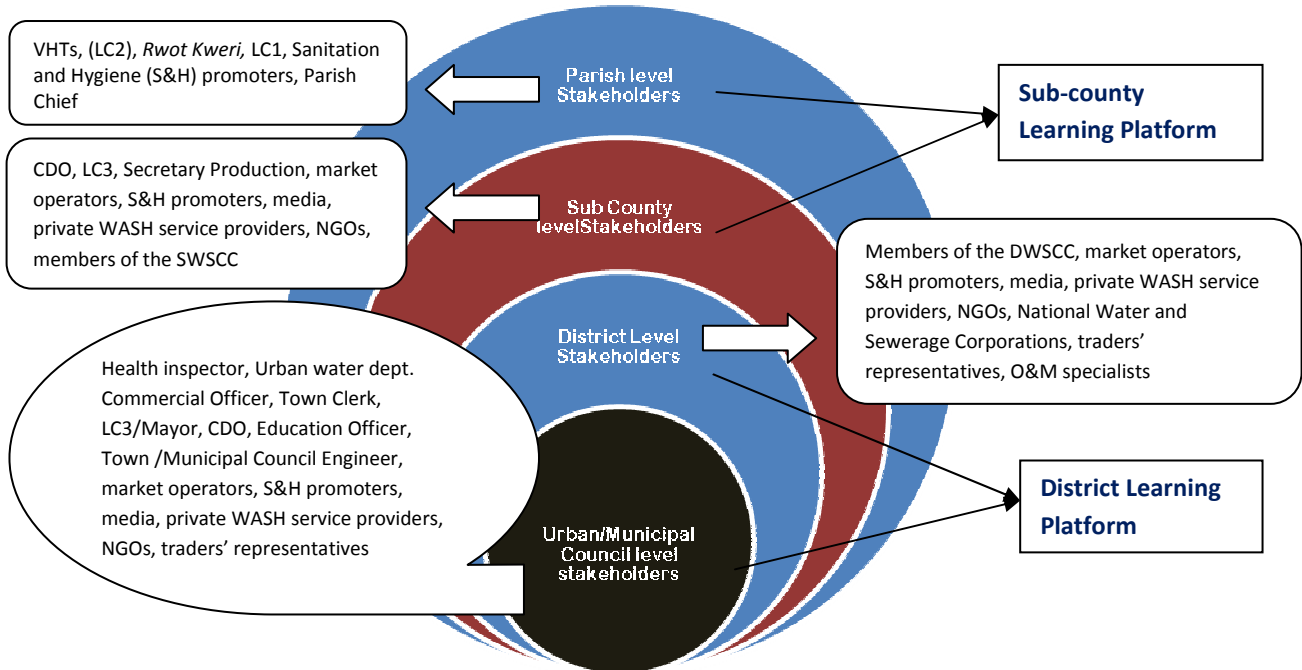 VHTs, (LC2), Rwot Kweri, LC1, Sanitation
and Hygiene (S&H) promoters, Parish
Chief
Parish level
Stakeholders
Sub-county
Learning Platform
CDO, LC3, Secretary Production, market
operators, S&H promoters, media,
private WASH service providers, NGOs,
members of the SWSCC
Sub County
levelStakeholders
Members of the DWSCC, market operators,
S&H promoters, media, private WASH service
providers, NGOs, National Water and
Sewerage Corporations, traders’
representatives, O&M specialists
District Level
Stakeholders
Health inspector, Urban water dept.
Commercial Officer, Town Clerk,
LC3/Mayor, CDO, Education Officer,
Town /Municipal Council Engineer,
market operators, S&H promoters,
media, private WASH service providers,
NGOs, traders’ representatives
District Learning
Platform
Urban/Municipal
Council level
stakeholders